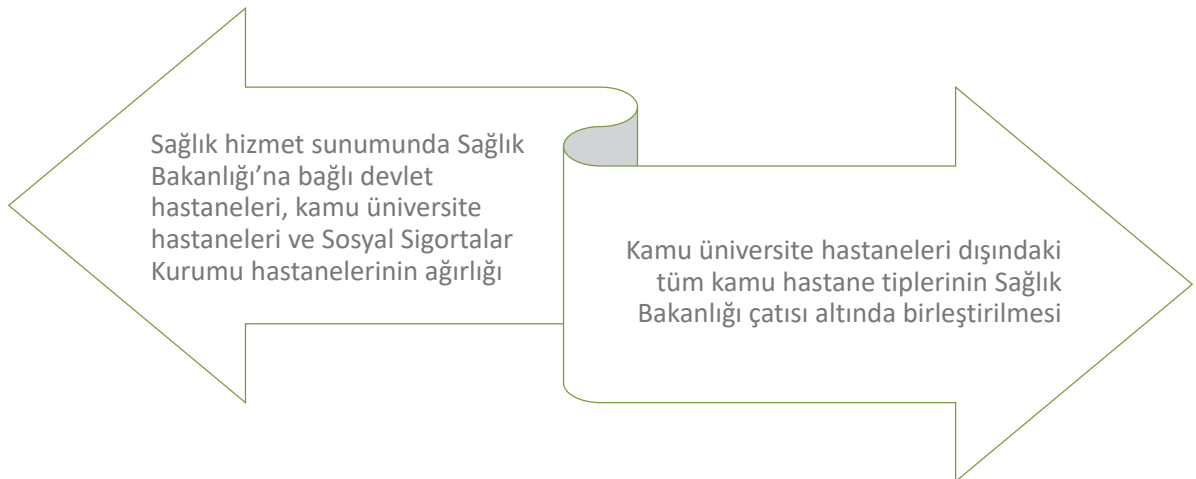 Sağlık hizmet sunumunda Sağlık
Bakanlığı’na bağlı devlet
hastaneleri, kamu üniversite
hastaneleri ve Sosyal Sigortalar
Kurumu hastanelerinin ağırlığı
Kamu üniversite hastaneleri dışındaki
tüm kamu hastane tiplerinin Sağlık
Bakanlığı çatısı altında birleştirilmesi